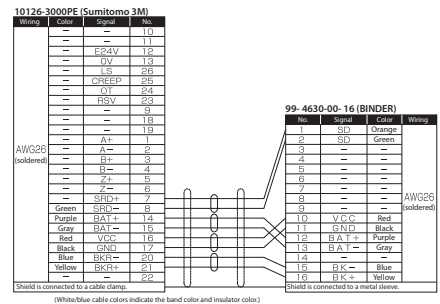 10126-3000PE (Sumitomo 3M)
Wiring Color Signal No.
AWG26 (soldered)
— — 10
— — 11
— E24V 12
— 0V 13
— LS 26
— CREEP 25
— OT 24
— RSV 23
— — 9
— — 18
— — 19
— A+ 1
— A− 2
— B+ 3
— B− 4
— Z+ 5
— Z− 6
— SRD+ 7
Green SRD− 8
Purple BAT+ 14
Gray BAT− 15
Red VCC 16
Black GND 17
Blue BKR− 20
Yellow BKR+ 21
— 22
Shield is connected to a cable clamp.
99- 4630-00- 16 (BINDER)
No. Signal Color Wiring
1 SD Orange
2 SD Green
3 — —
4 — —
5 — —
6 — —
7 — —
8 — —
9 — —
10 VCC Red
11 GND Black
12 BAT+ Purple
13 BAT− Gray
14 — —
15 BK− Blue
16 BK+ Yellow
AWG26 (soldered)
Shield is connected to a metal sleeve.
(White/blue cable colors indicate the band color and insulator color.)